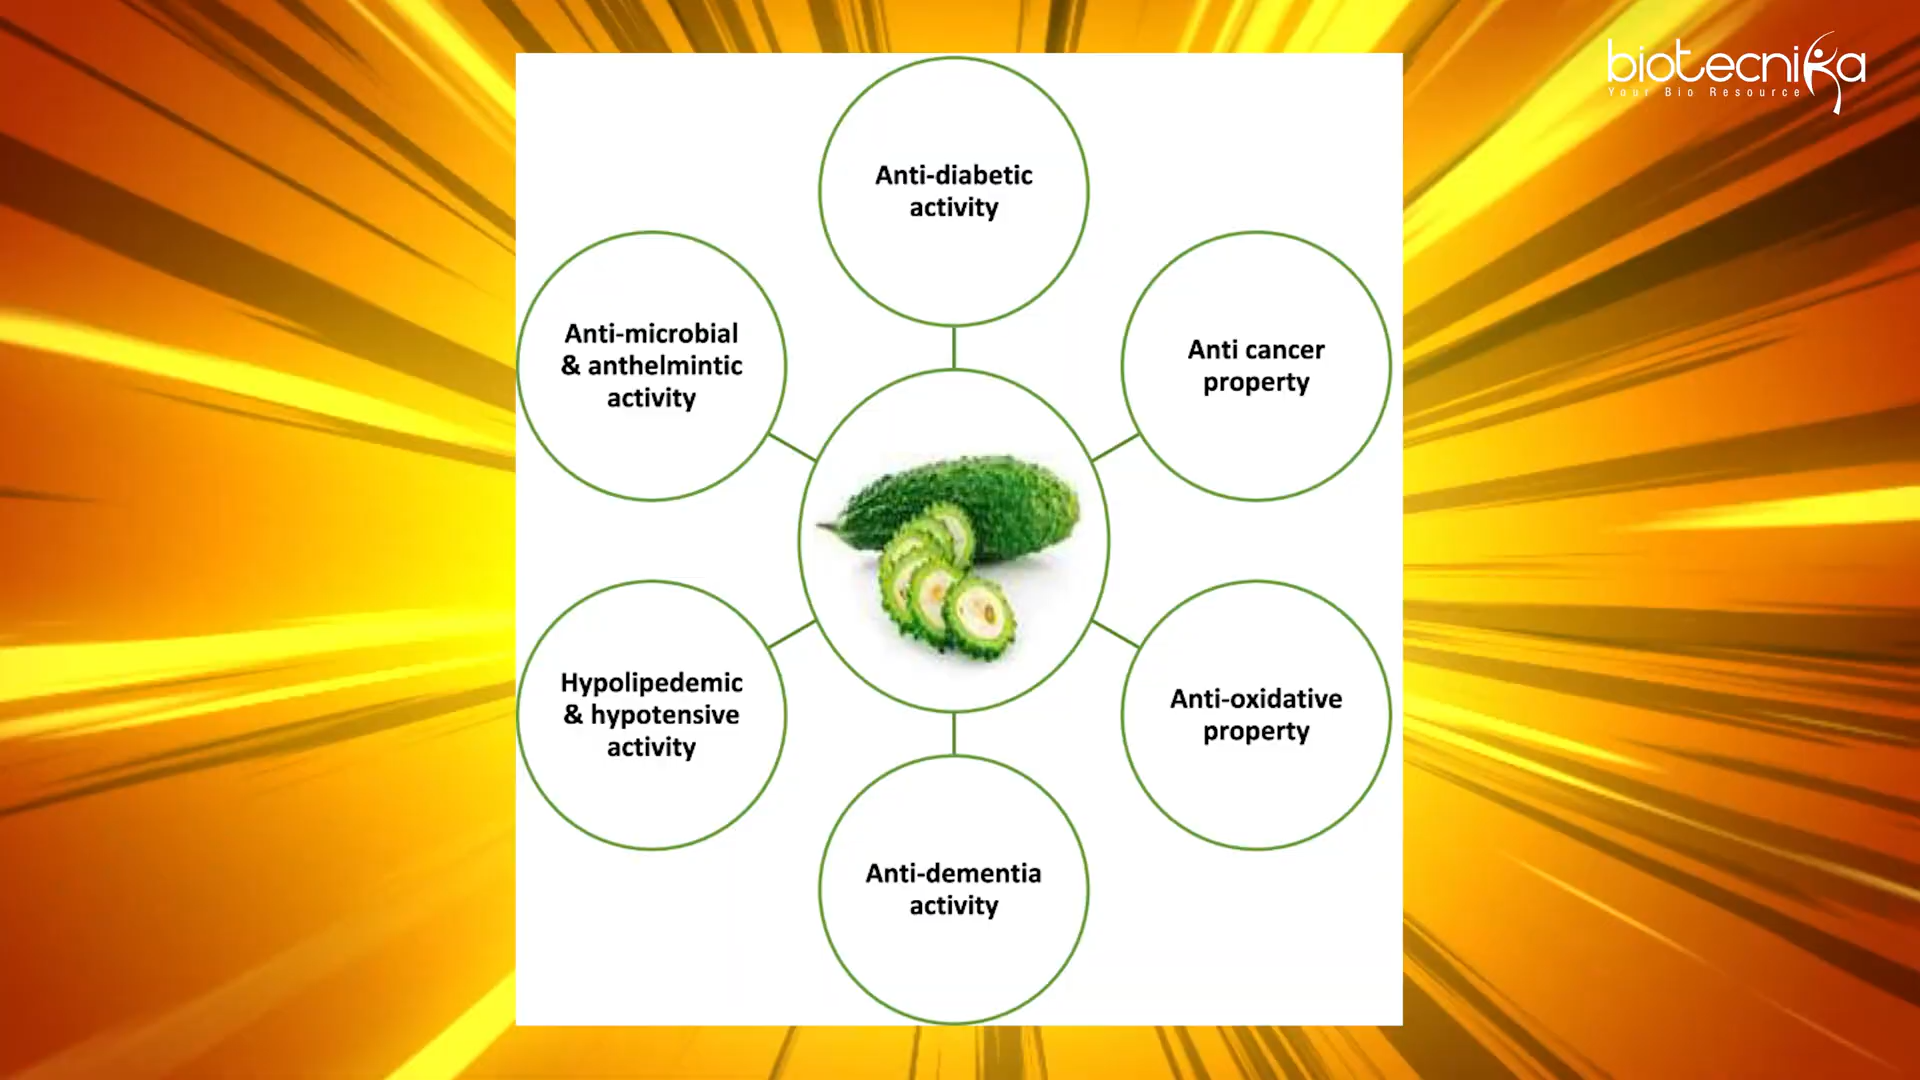 biotecnika
Your Bio Resource
Anti-diabetic
activity
Anti-microbial
& anthelmintic
activity
Anti cancer
property
Hypolipedemic
& hypotensive
activity
Anti-oxidative
property
Anti-dementia
activity